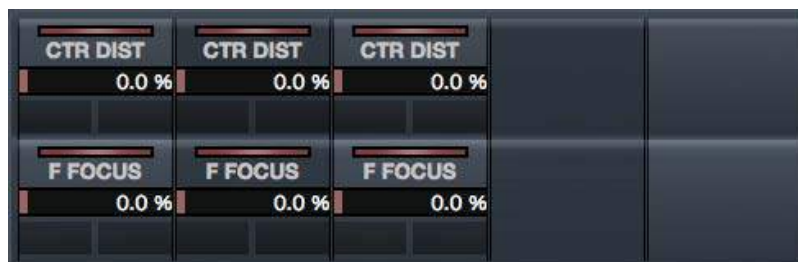 CTR DIST CTR DIST CTR DIST
0.0 % 0.0 % 0.0 %
F FOCUS F FOCUS F FOCUS
0.0 % 0.0 % 0.0 %